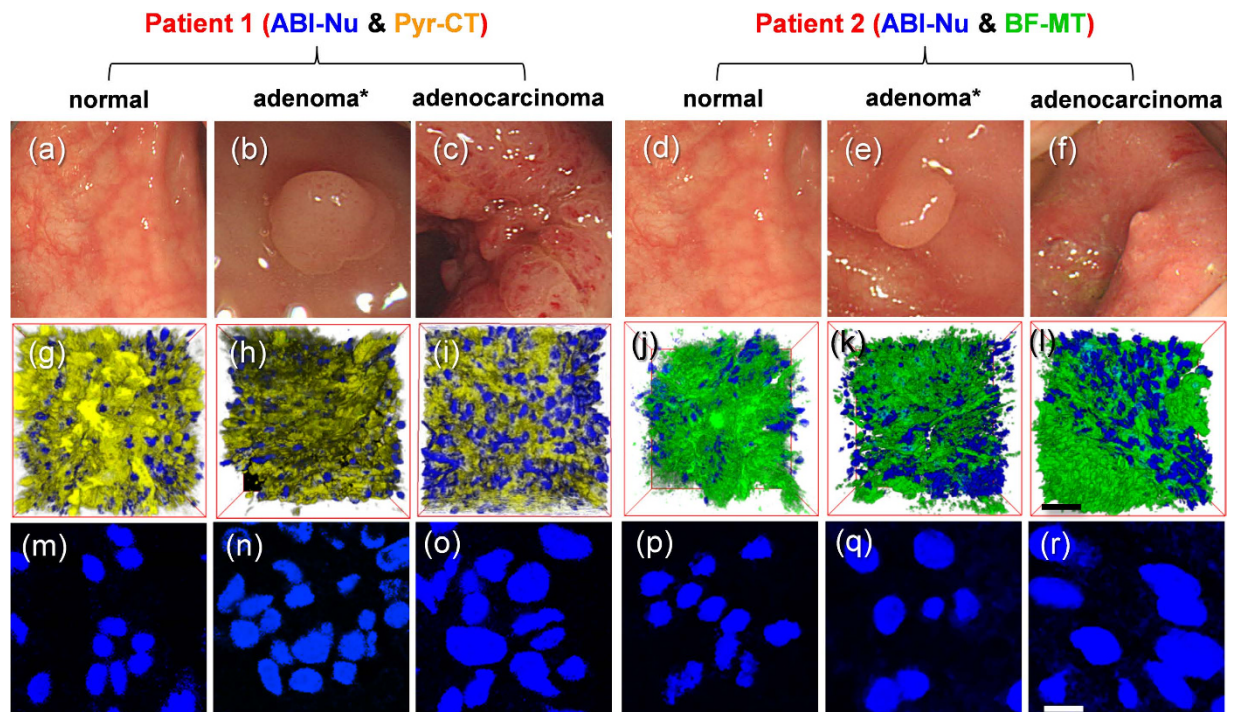 Patient 1 (ABI-Nu & Pyr-CT) Patient 2 (ABI-Nu & BF-MT)
normal adenoma* adenocarcinoma normal adenoma* adenocarcinoma
(a) (b) (c) (d) (e) (f)
(g) (h) (i) (j) (k) (l)
(m) (n) (o) (p) (q) (r)